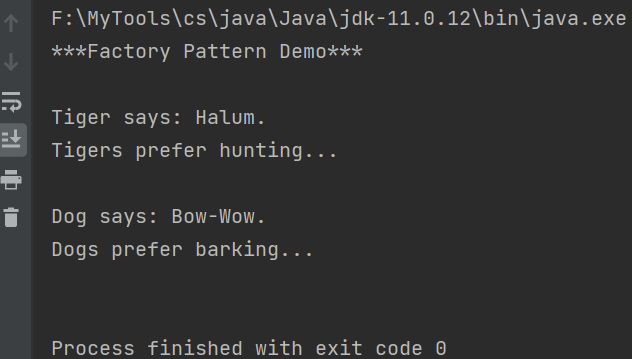 F:\MyTools\cs\java\Java\jdk-11.0.12\bin\java.exe
***Factory Pattern Demo***
Tiger says: Halum.
Tigers prefer hunting...
Dog says: Bow-Wow.
Dogs prefer barking...
Process finished with exit code 0